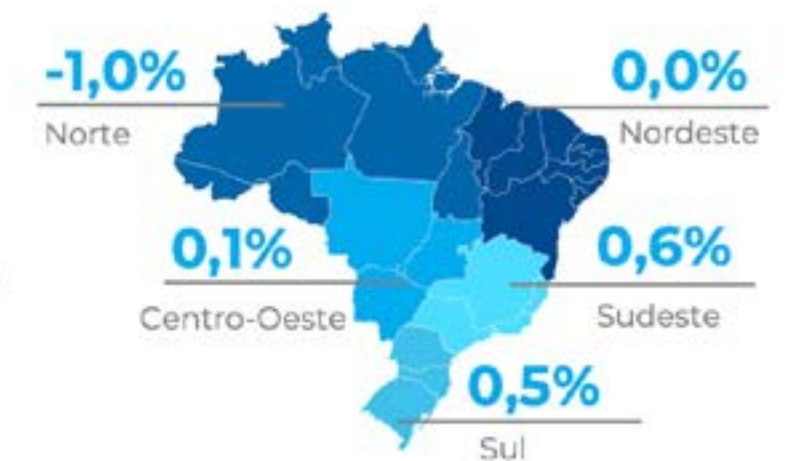 -1,0%
Norte
0,0%
Nordeste
0,1%
Centro-Oeste
0,6%
Sudeste
0,5%
Sul